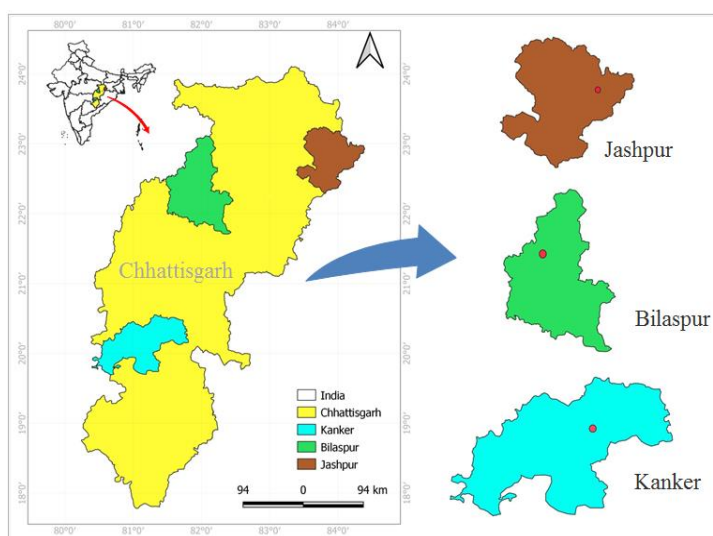 80°0' 81°0' 82°0' 83°0' 84°0'
24°0' 24°0'
23°0' 23°0'
22°0' 22°0'
21°0' 21°0'
20°0' 20°0'
19°0' 19°0'
18°0' 18°0'
Chhattisgarh
India
Chhattisgarh
Kanker
Bilaspur
Jashpur
94 0 94 km
80°0' 81°0' 82°0' 83°0' 84°0'
Jashpur
Bilaspur
Kanker